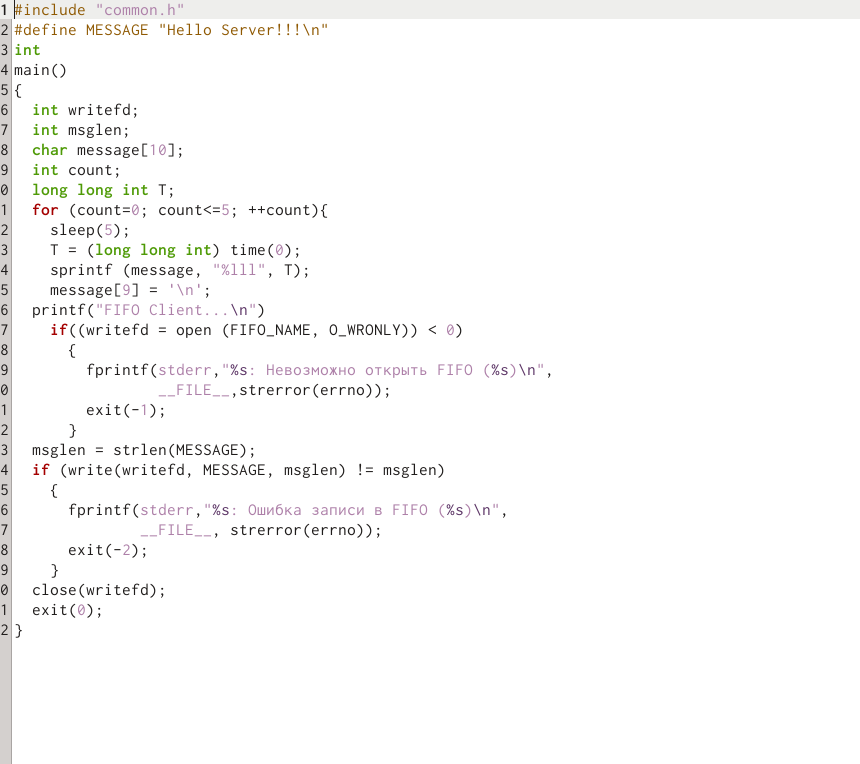 1 #include "common.h"
2 #define MESSAGE "Hello Server!!!\n"
3 int
4 main()
5 {
6   int writefd;
7   int msglen;
8   char message[10];
9   int count;
0   long long int T;
1   for (count=0; count<=5; ++count){
2     sleep(5);
3     T = (long long int) time(0);
4     sprintf (message, "%lll", T);
5     message[9] = '\n';
6   printf("FIFO Client...\n")
7     if((writefd = open (FIFO_NAME, O_WRONLY)) < 0)
8       {
9         fprintf(stderr,"%s: Невозможно открыть FIFO (%s)\n",
0                 __FILE__,strerror(errno));
1         exit(-1);
2       }
3   msglen = strlen(MESSAGE);
4   if (write(writefd, MESSAGE, msglen) != msglen)
5     {
6       fprintf(stderr,"%s: Ошибка записи в FIFO (%s)\n",
7               __FILE__, strerror(errno));
8       exit(-2);
9     }
0   close(writefd);
1   exit(0);
2 }